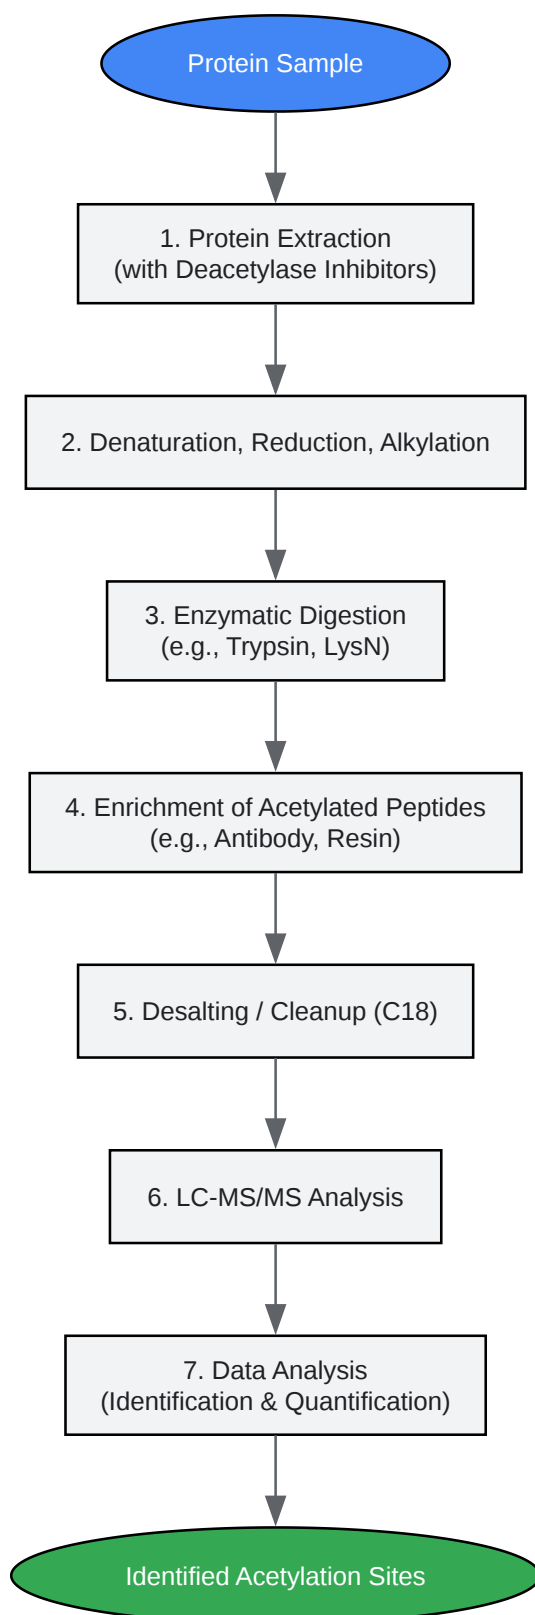 Protein Sample
1. Protein Extraction
(with Deacetylase Inhibitors)
2. Denaturation, Reduction, Alkylation
3. Enzymatic Digestion
(e.g., Trypsin, LysN)
4. Enrichment of Acetylated Peptides
(e.g., Antibody, Resin)
5. Desalting / Cleanup (C18)
6. LC-MS/MS Analysis
7. Data Analysis
(Identification & Quantification)
Identified Acetylation Sites